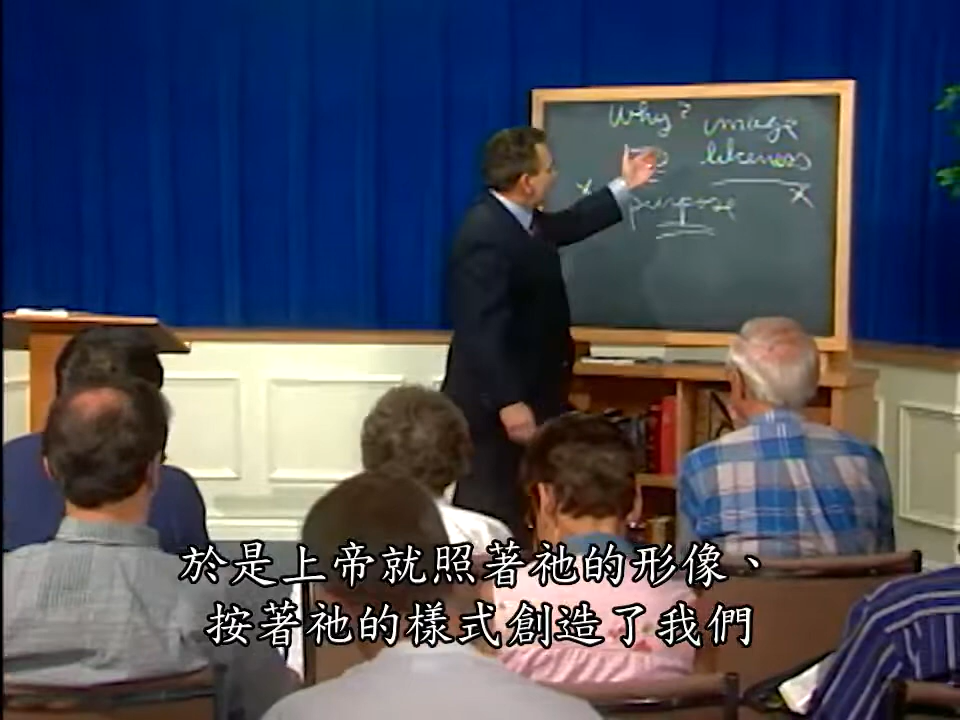 Why? image
likeness
x purpose x
於是上帝就照著祂的形像、
按著祂的樣式創造了我們